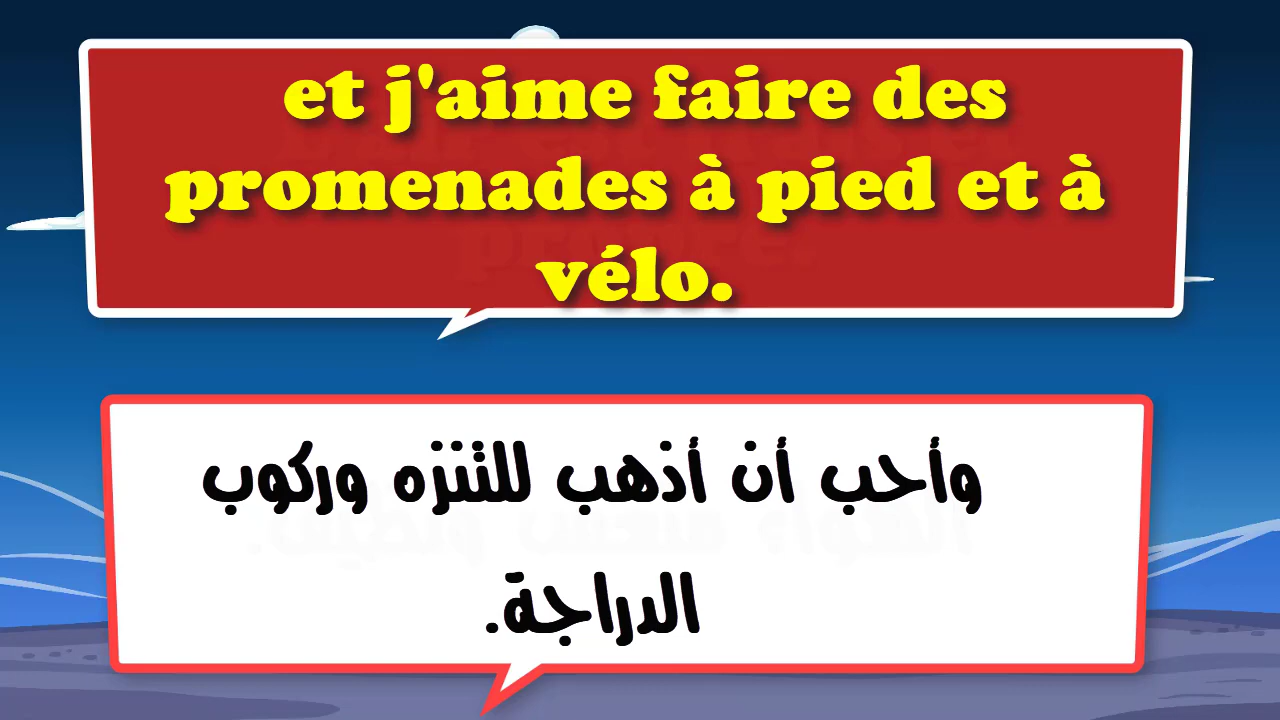 et j'aime faire des
promenades à pied et à
vélo.
وأحب أن أذهب للتنزه وركوب
الدراجة.